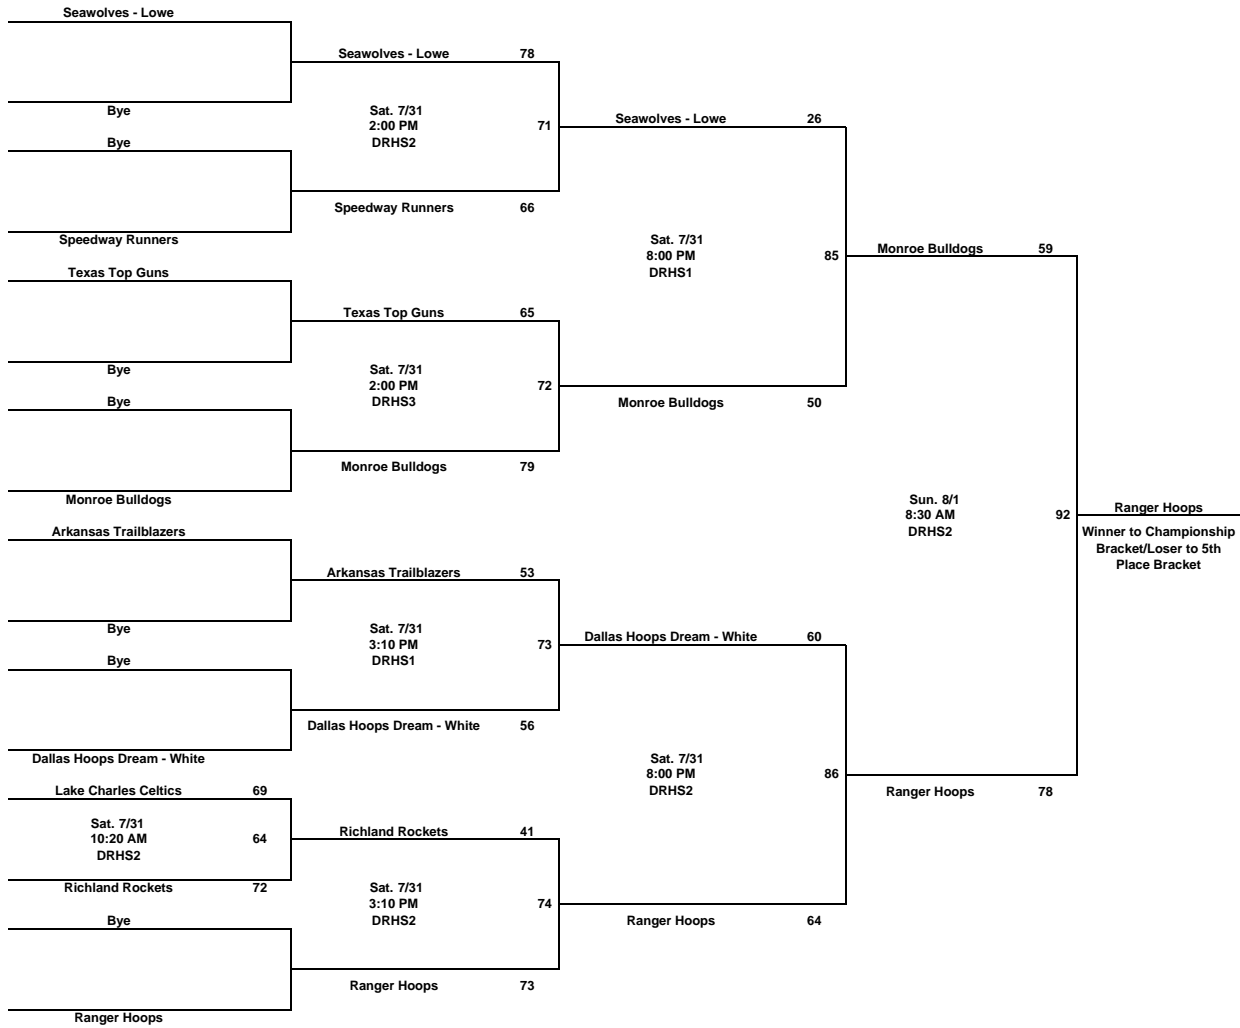 Seawolves - Lowe
Bye
Bye
Speedway Runners
Texas Top Guns
Bye
Bye
Monroe Bulldogs
Arkansas Trailblazers
Bye
Bye
Dallas Hoops Dream - White
Lake Charles Celtics 69
Sat. 7/31
10:20 AM 64
DRHS2
Richland Rockets 72
Bye
Ranger Hoops
Seawolves - Lowe 78
Sat. 7/31
2:00 PM 71
DRHS2
Speedway Runners 66
Texas Top Guns 65
Sat. 7/31
2:00 PM 72
DRHS3
Monroe Bulldogs 79
Arkansas Trailblazers 53
Sat. 7/31
3:10 PM 73
DRHS1
Dallas Hoops Dream - White 56
Richland Rockets 41
Sat. 7/31
3:10 PM 74
DRHS2
Ranger Hoops 73
Seawolves - Lowe 26
Sat. 7/31
8:00 PM 85
DRHS1
Monroe Bulldogs 50
Dallas Hoops Dream - White 60
Sat. 7/31
8:00 PM 86
DRHS2
Ranger Hoops 64
Monroe Bulldogs 59
Sun. 8/1
8:30 AM 92
DRHS2
Ranger Hoops 78
Ranger Hoops
Winner to Championship
Bracket/Loser to 5th
Place Bracket